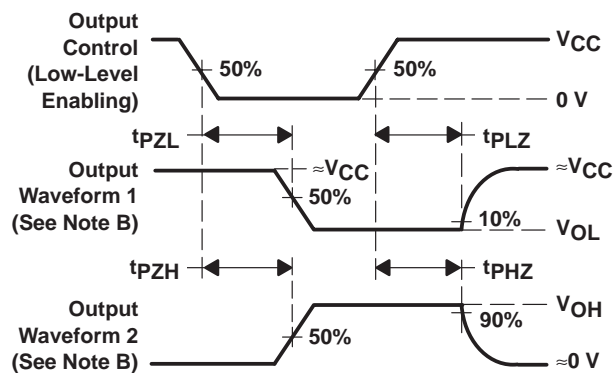 Output
Control
(Low-Level
Enabling)
50%
50%
VCC
0 V
tPZL
tPLZ
Output
Waveform 1
(See Note B)
≈VCC
50%
≈VCC
10%
VOL
tPZH
tPHZ
Output
Waveform 2
(See Note B)
50%
VOH
90%
≈0 V